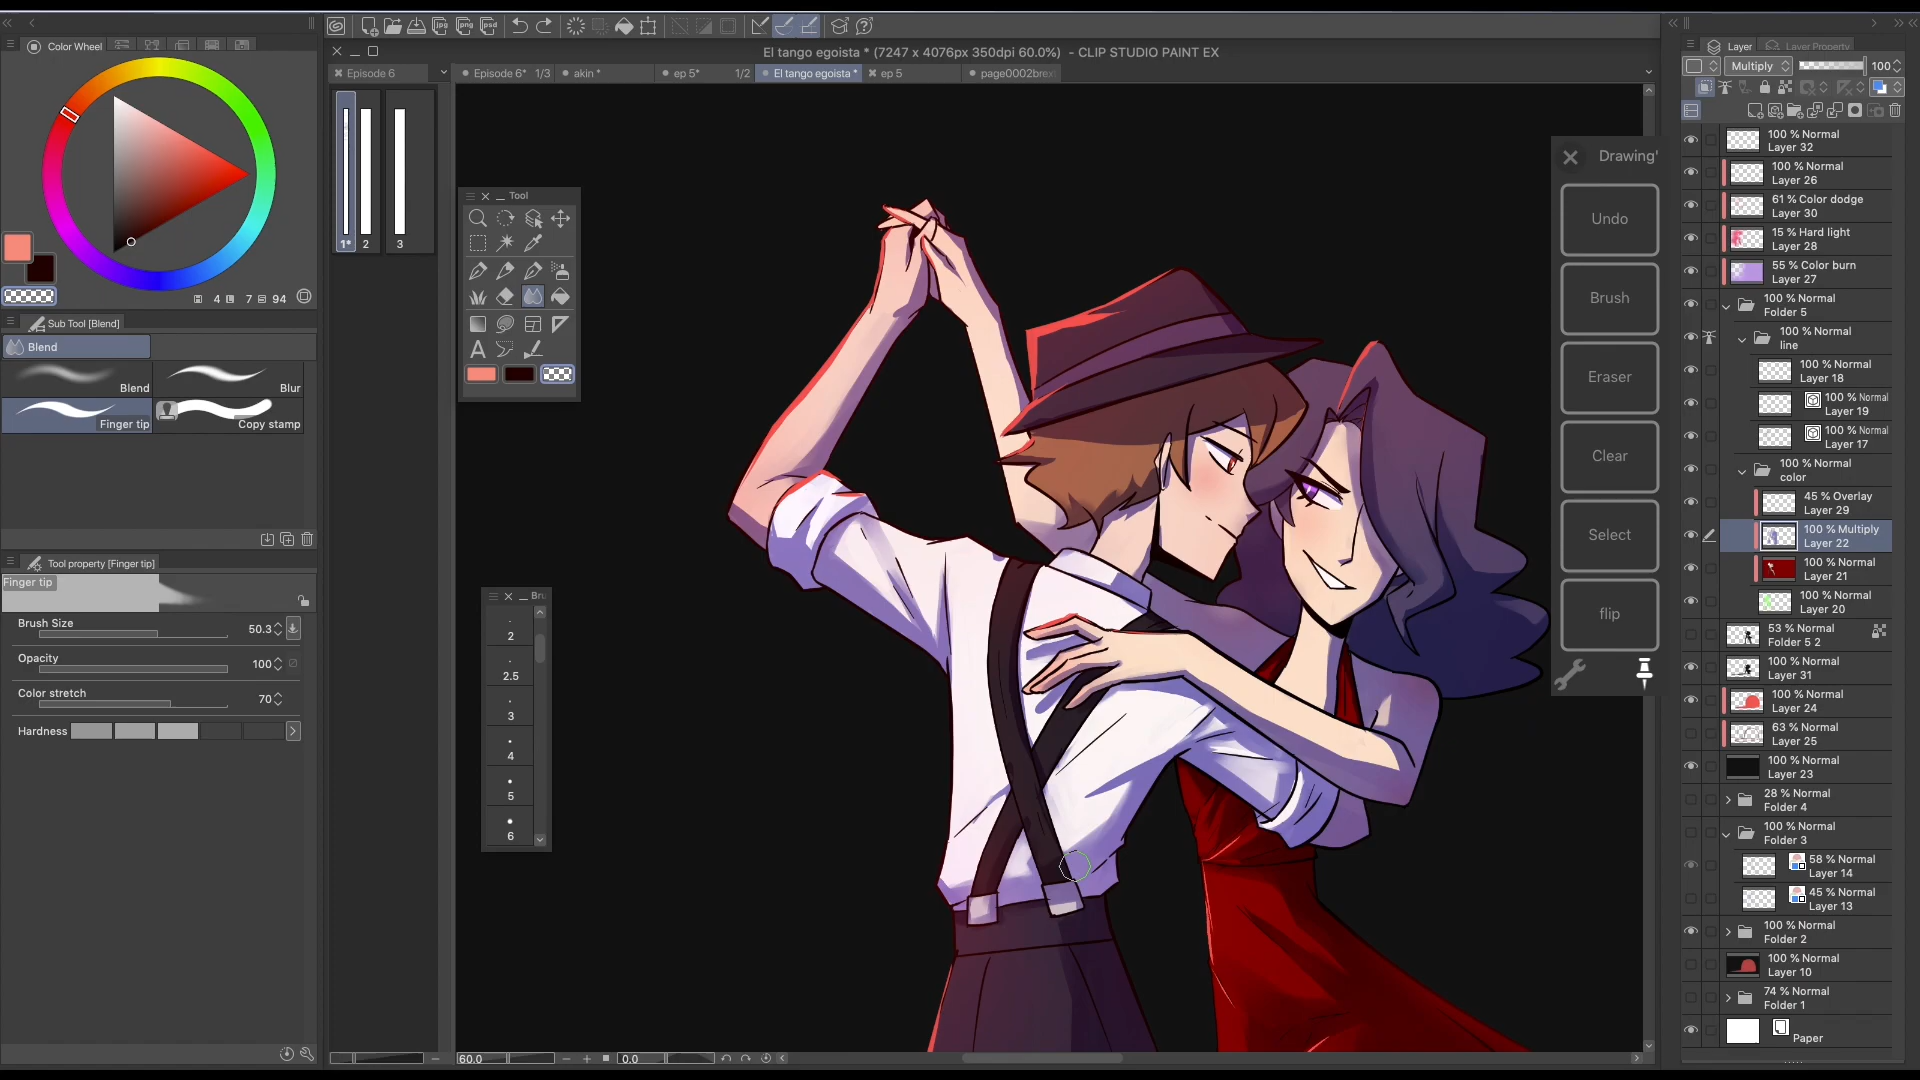 El tango egoista * (7247 x 4076px 350dpi 60.0%) - CLIP STUDIO PAINT EX
Color Wheel
Episode 6
Episode 6* 1/3
akin *
ep 5* 1/2
El tango egoista *
ep 5
1*
2
3
H 4 L 7 S 94
Sub Tool [Blend]
Blend
Blend
Blur
Finger tip
Copy stamp
Tool property [Finger tip]
Finger tip
Brush Size 50.3
Opacity 100
Color stretch 70
Hardness
Tool
Bru
2
2.5
3
4
5
6
60.0
0.0
Drawing'
Undo
Brush
Eraser
Clear
Select
flip
Layer
Layer Property
Multiply 100
100 % Normal
Layer 32
100 % Normal
Layer 26
61 % Color dodge
Layer 30
15 % Hard light
Layer 28
55 % Color burn
Layer 27
100 % Normal
Folder 5
100 % Normal
line
100 % Normal
Layer 18
100 % Normal
Layer 19
100 % Normal
Layer 17
100 % Normal
color
45 % Overlay
Layer 29
100 % Multiply
Layer 22
100 % Normal
Layer 21
100 % Normal
Layer 20
53 % Normal
Folder 5 2
100 % Normal
Layer 31
100 % Normal
Layer 24
63 % Normal
Layer 25
100 % Normal
Layer 23
28 % Normal
Folder 4
100 % Normal
Folder 3
58 % Normal
Layer 14
45 % Normal
Layer 13
100 % Normal
Folder 2
100 % Normal
Layer 10
74 % Normal
Folder 1
Paper